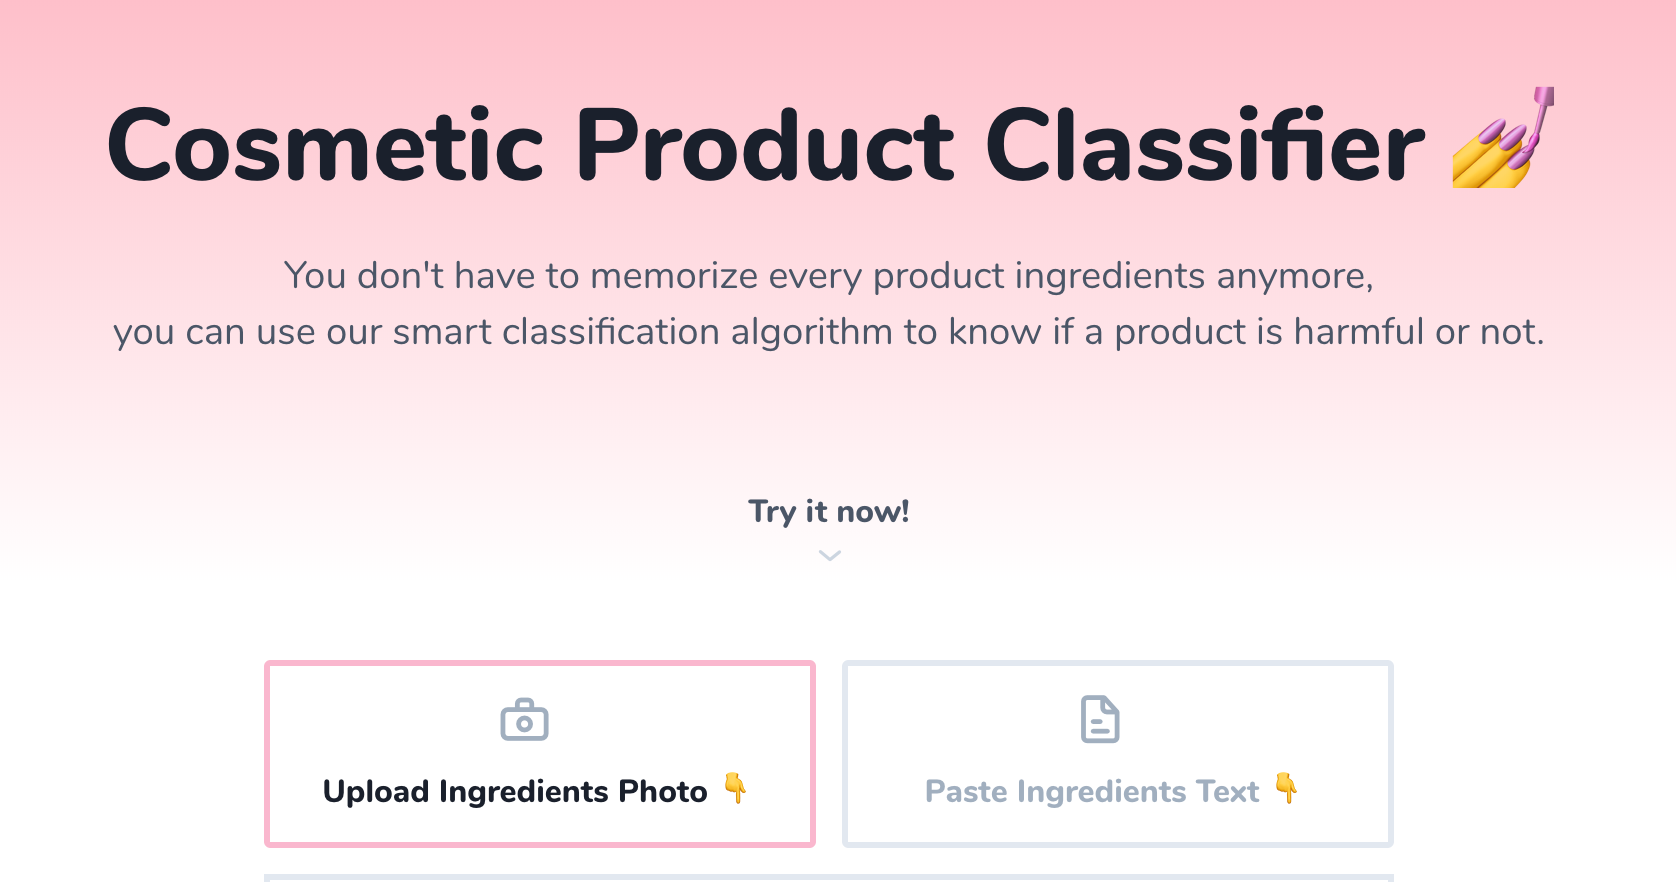 Cosmetic Product Classifier 💅
You don't have to memorize every product ingredients anymore,
you can use our smart classification algorithm to know if a product is harmful or not.
Try it now!
Upload Ingredients Photo 👇
Paste Ingredients Text 👇